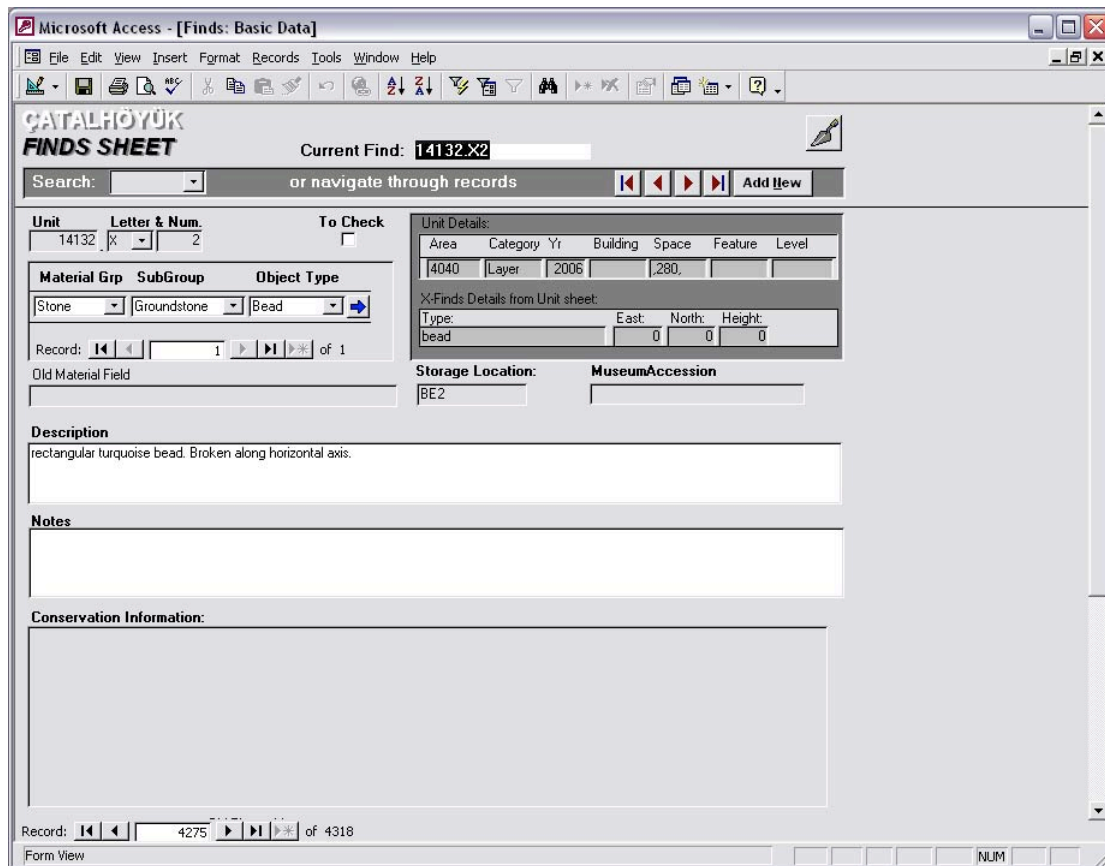 Microsoft Access - [Finds: Basic Data]
File Edit View Insert Format Records Tools Window Help
ÇATALHÖYÜK
FINDS SHEET
Current Find: 14132.X2
Search: or navigate through records Add New
Unit Letter & Num. To Check
14132 . X 2
Material Grp SubGroup Object Type
Stone Groundstone Bead
Record: 1 of 1
Old Material Field
Unit Details:
Area Category Yr Building Space Feature Level
4040 Layer 2006 ,280,
X-Finds Details from Unit sheet:
Type: East: North: Height:
bead 0 0 0
Storage Location: MuseumAccession
BE2
Description
rectangular turquoise bead. Broken along horizontal axis.
Notes
Conservation Information:
Record: 4275 of 4318
Form View NUM